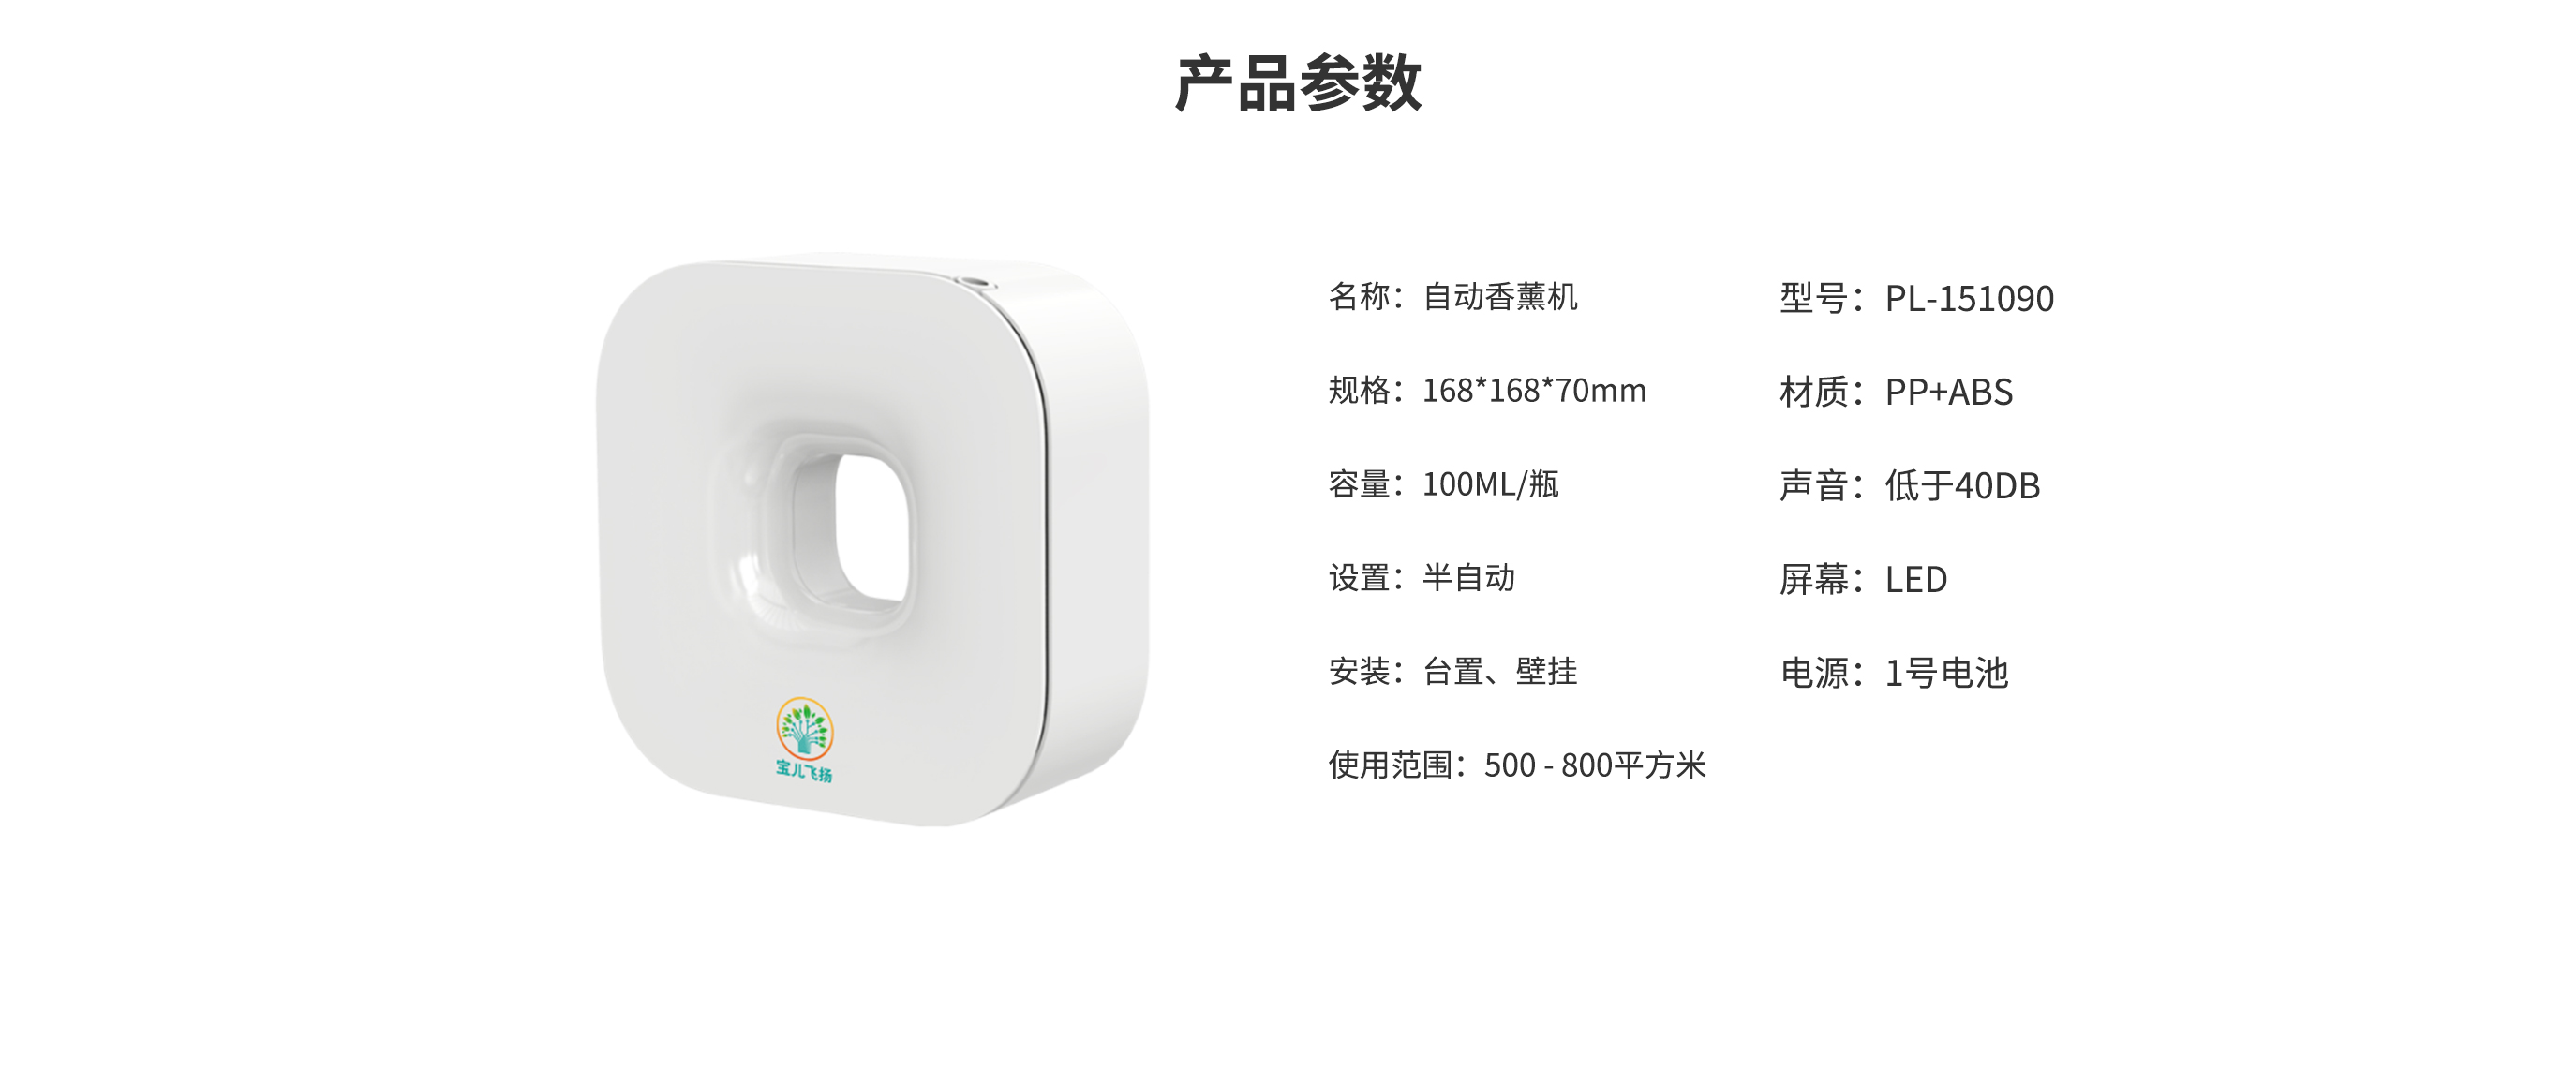 产品参数
名称：自动香薰机
型号：PL-151090
规格：168*168*70mm
材质：PP+ABS
容量：100ML/瓶
声音：低于40DB
设置：半自动
屏幕：LED
安装：台置、壁挂
电源：1号电池
使用范围：500 - 800平方米
宝儿飞扬